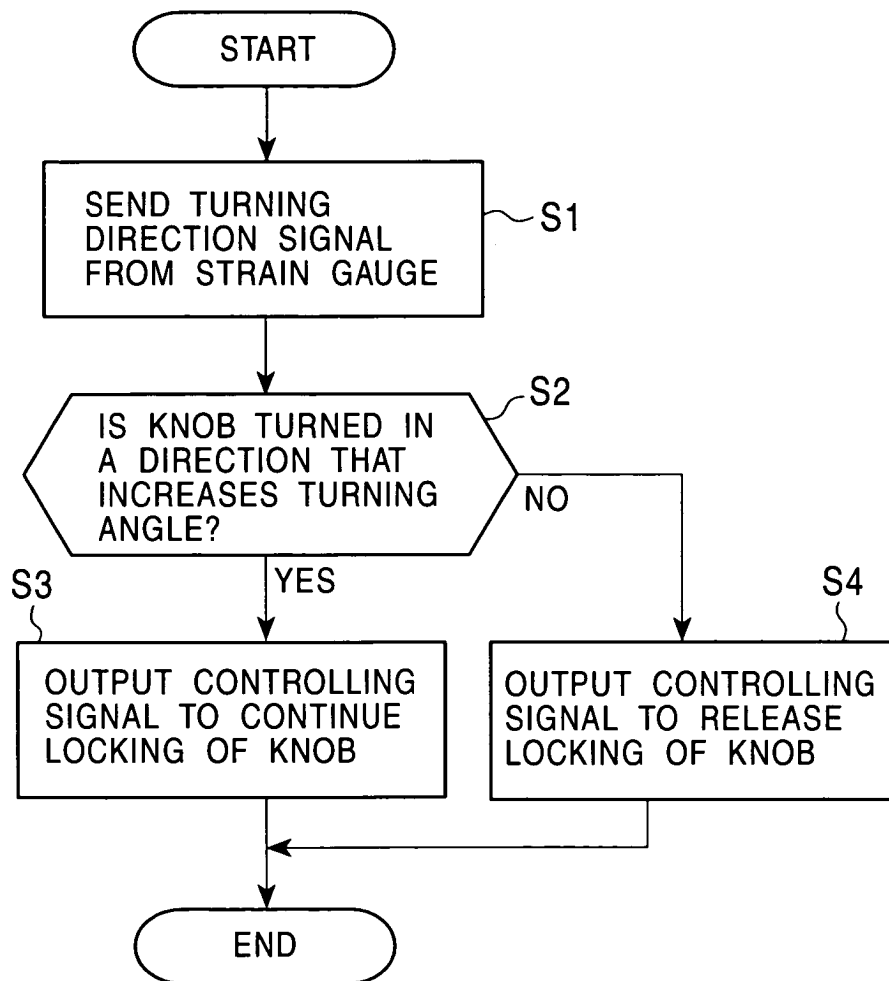 START
SEND TURNING
DIRECTION SIGNAL
FROM STRAIN GAUGE
S1
S2
IS KNOB TURNED IN
A DIRECTION THAT
INCREASES TURNING
ANGLE?
NO
YES
S3
OUTPUT CONTROLLING
SIGNAL TO CONTINUE
LOCKING OF KNOB
S4
OUTPUT CONTROLLING
SIGNAL TO RELEASE
LOCKING OF KNOB
END